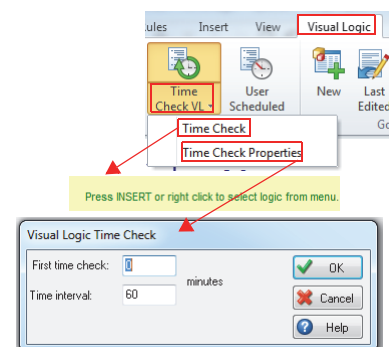 ules Insert View Visual Logic
Time Check VL
User Scheduled
New
Last Edited
Go
Time Check
Time Check Properties
Press INSERT or right click to select logic from menu.
Visual Logic Time Check
First time check: 0
minutes
Time interval: 60
OK
Cancel
Help